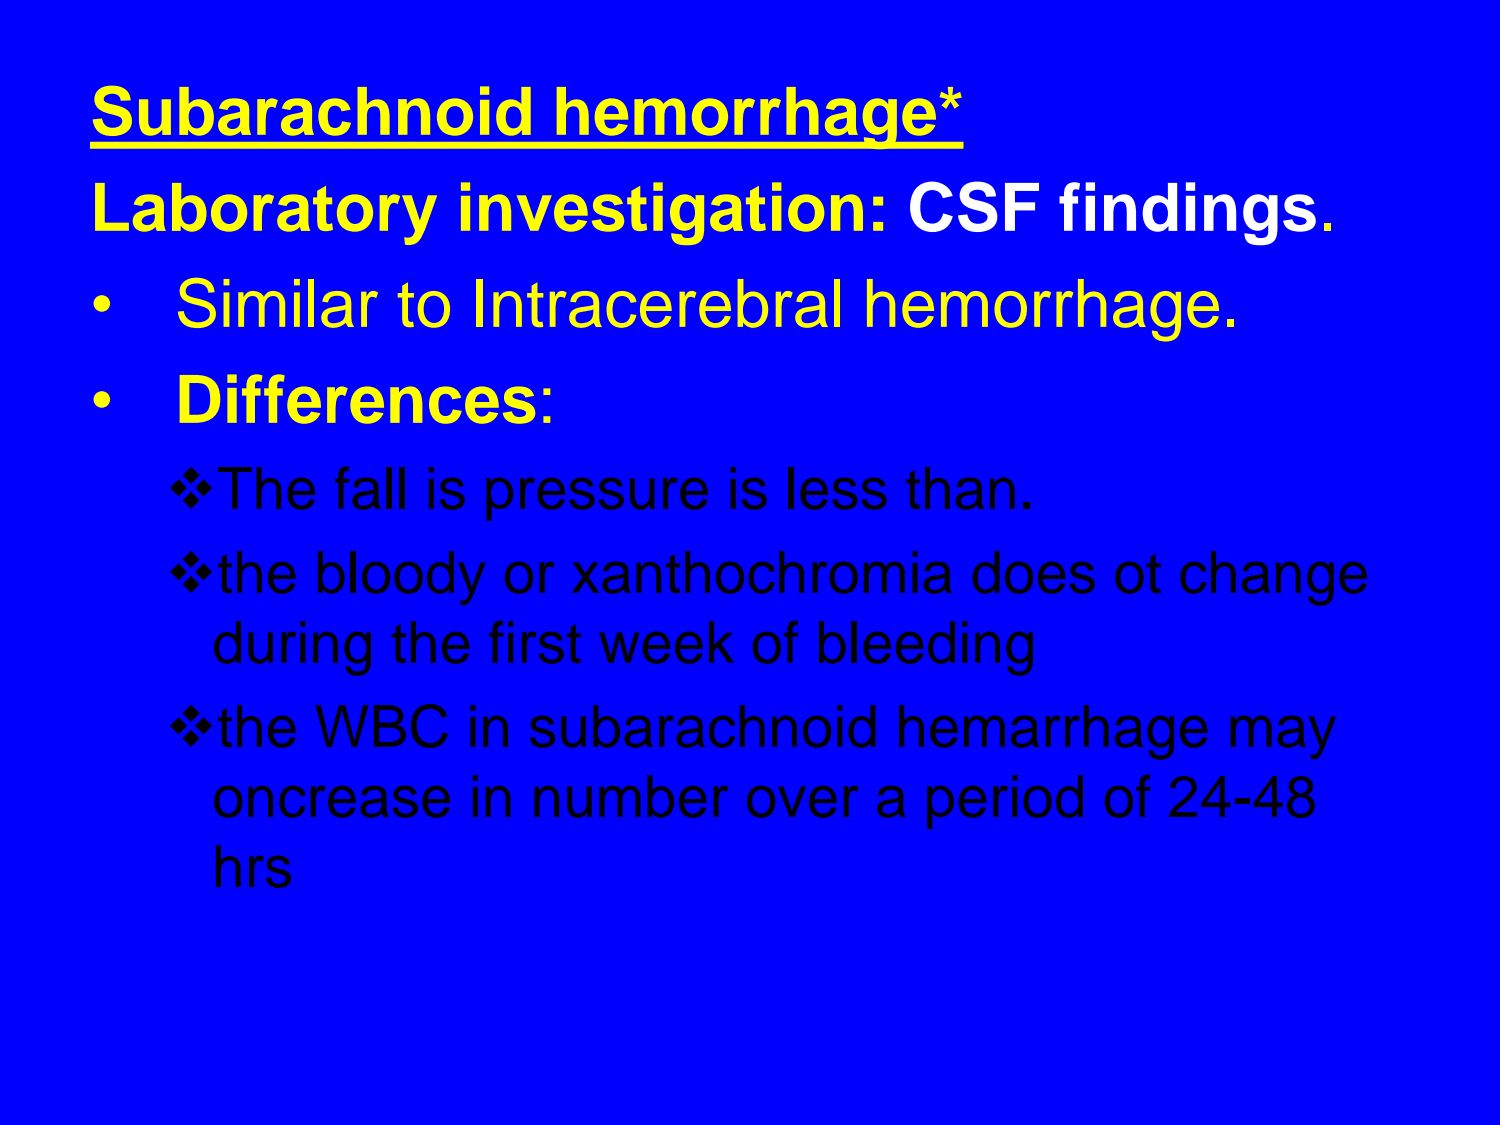 Subarachnoid hemorrhage*
Laboratory investigation: CSF findings.
• Similar to Intracerebral hemorrhage.
• Differences:
❖The fall is pressure is less than.
❖the bloody or xanthochromia does ot change
during the first week of bleeding
❖the WBC in subarachnoid hemarrhage may
oncrease in number over a period of 24-48
hrs